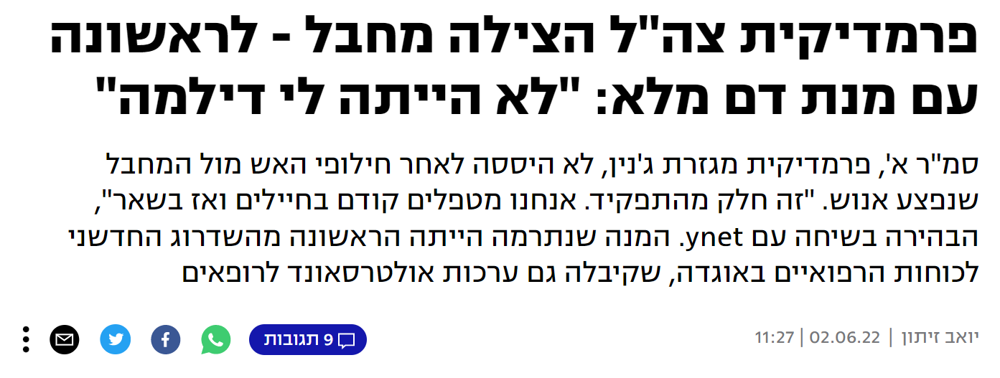 פרמדיקית צה"ל הצילה מחבל - לראשונה
עם מנת דם מלא: "לא הייתה לי דילמה"
סמ"ר א', פרמדיקית מגזרת ג'נין, לא היססה לאחר חילופי האש מול המחבל
שנפצע אנוש. "זה חלק מהתפקיד. אנחנו מטפלים קודם בחיילים ואז בשאר",
הבהירה בשיחה עם ynet. המנה שנתרמה הייתה הראשונה מהשדרוג החדשני
לכוחות הרפואיים באוגדה, שקיבלה גם ערכות אולטרסאונד לרופאים
יואב זיתון | 02.06.22 | 11:27
9 תגובות